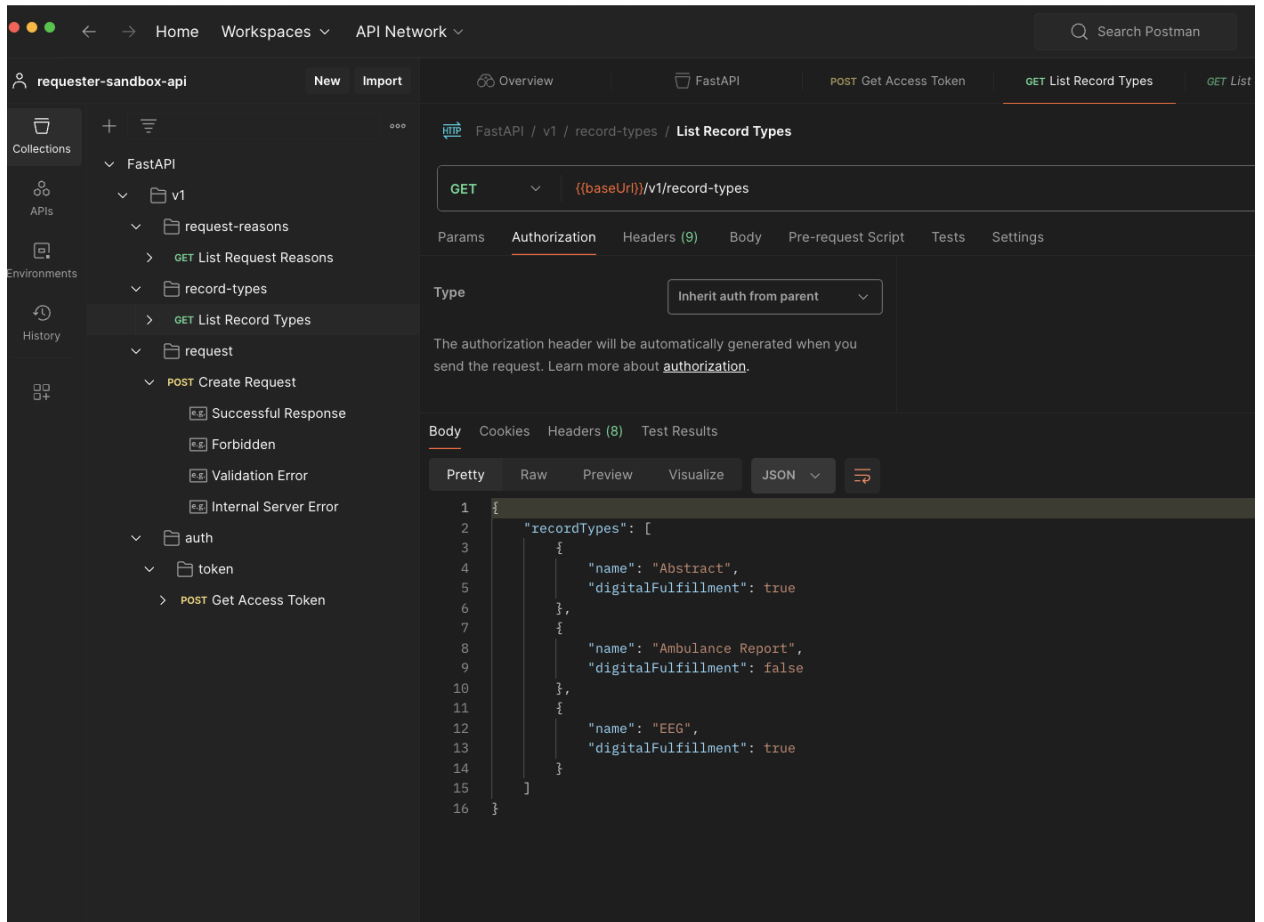 Home Workspaces API Network Search Postman
requester-sandbox-api New Import Overview FastAPI POST Get Access Token GET List Record Types GET List
Collections
APIs
Environments
History
FastAPI
v1
request-reasons
GET List Request Reasons
record-types
GET List Record Types
request
POST Create Request
e.g. Successful Response
e.g. Forbidden
e.g. Validation Error
e.g. Internal Server Error
auth
token
POST Get Access Token
HTTP FastAPI / v1 / record-types / List Record Types
GET {{baseUrl}}/v1/record-types
Params Authorization Headers (9) Body Pre-request Script Tests Settings
Type Inherit auth from parent
The authorization header will be automatically generated when you
send the request. Learn more about authorization.
Body Cookies Headers (8) Test Results
Pretty Raw Preview Visualize JSON
1 {
2 "recordTypes": [
3 {
4 "name": "Abstract",
5 "digitalFulfillment": true
6 },
7 {
8 "name": "Ambulance Report",
9 "digitalFulfillment": false
10 },
11 {
12 "name": "EEG",
13 "digitalFulfillment": true
14 }
15 ]
16 }